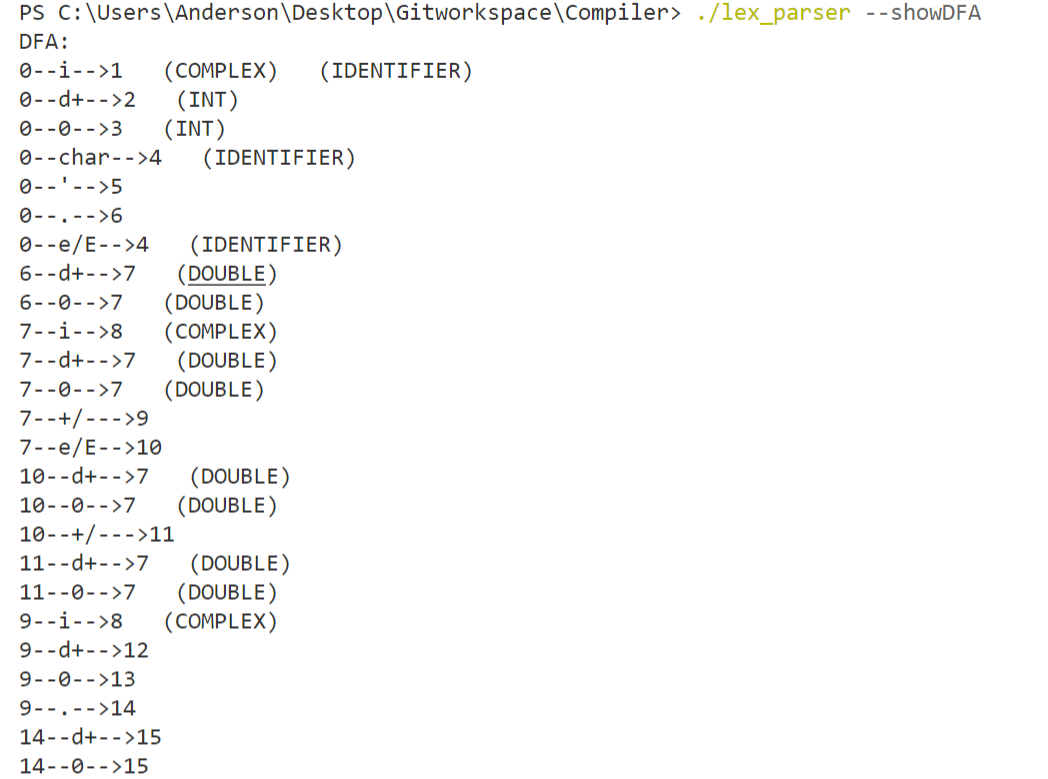 PS C:\Users\Anderson\Desktop\Gitworkspace\Compiler> ./lex_parser --showDFA
DFA:
0--i-->1   (COMPLEX)   (IDENTIFIER)
0--d+-->2   (INT)
0--0-->3   (INT)
0--char-->4   (IDENTIFIER)
0--'-->5
0--.-->6
0--e/E-->4   (IDENTIFIER)
6--d+-->7   (DOUBLE)
6--0-->7   (DOUBLE)
7--i-->8   (COMPLEX)
7--d+-->7   (DOUBLE)
7--0-->7   (DOUBLE)
7--+/--->9
7--e/E-->10
10--d+-->7   (DOUBLE)
10--0-->7   (DOUBLE)
10--+/--->11
11--d+-->7   (DOUBLE)
11--0-->7   (DOUBLE)
9--i-->8   (COMPLEX)
9--d+-->12
9--0-->13
9--.-->14
14--d+-->15
14--0-->15